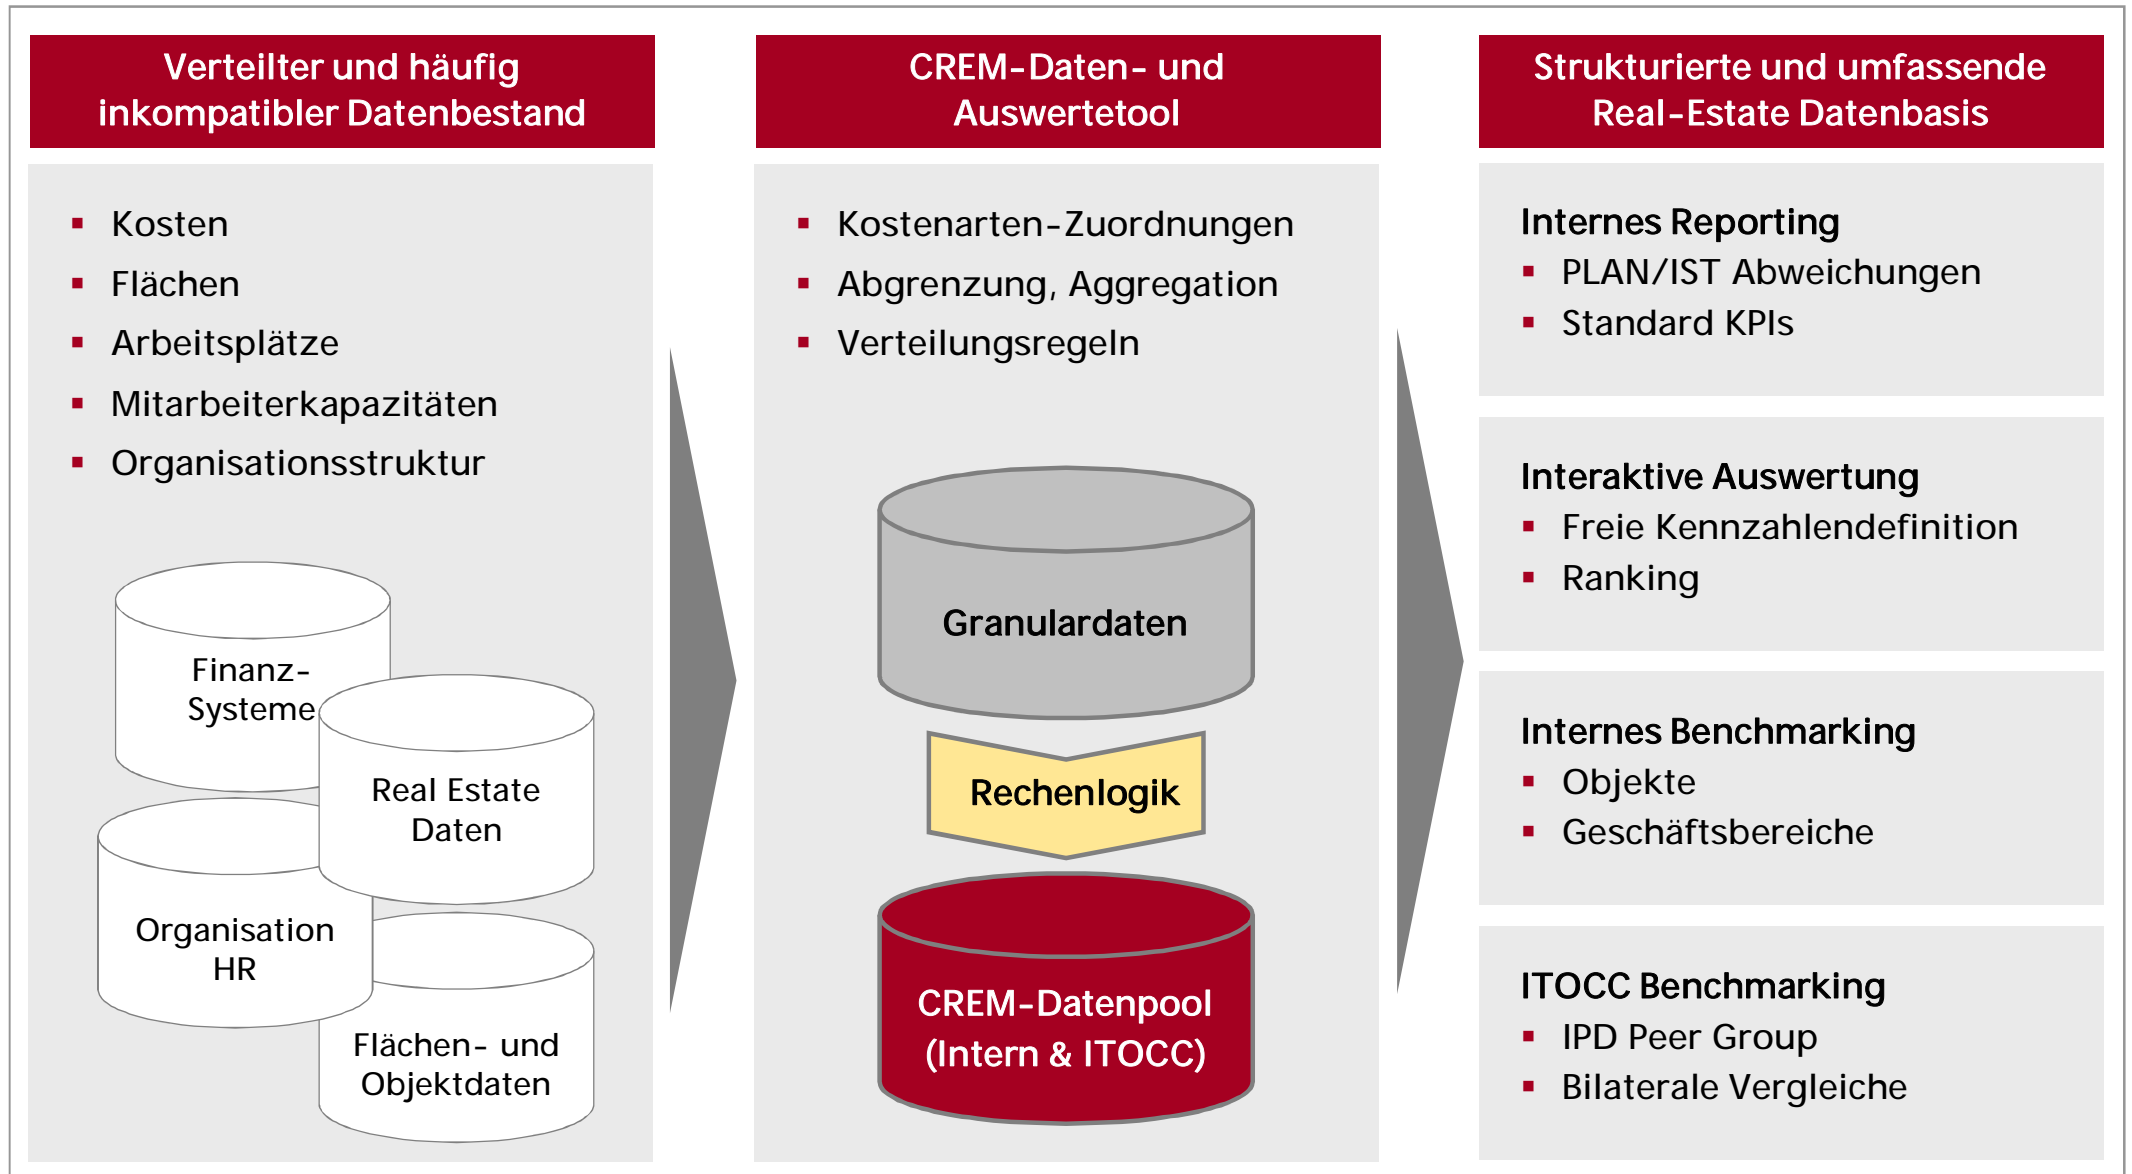 Verteilter und häufig
inkompatibler Datenbestand
Kosten
Flächen
Arbeitsplätze
Mitarbeiterkapazitäten
Organisationsstruktur
Finanz-
Systeme
Real Estate
Daten
Organisation
HR
Flächen- und
Objektdaten
CREM-Daten- und
Auswertetool
Kostenarten-Zuordnungen
Abgrenzung, Aggregation
Verteilungsregeln
Granulardaten
Rechenlogik
CREM-Datenpool
(Intern & ITOCC)
Strukturierte und umfassende
Real-Estate Datenbasis
Internes Reporting
PLAN/IST Abweichungen
Standard KPIs
Interaktive Auswertung
Freie Kennzahlendefinition
Ranking
Internes Benchmarking
Objekte
Geschäftsbereiche
ITOCC Benchmarking
IPD Peer Group
Bilaterale Vergleiche